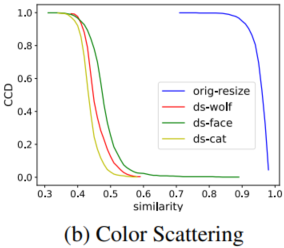 1.0
0.8
0.6
0.4
0.2
0.0
CCD
orig-resize
ds-wolf
ds-face
ds-cat
0.3 0.4 0.5 0.6 0.7 0.8 0.9 1.0
similarity
(b) Color Scattering